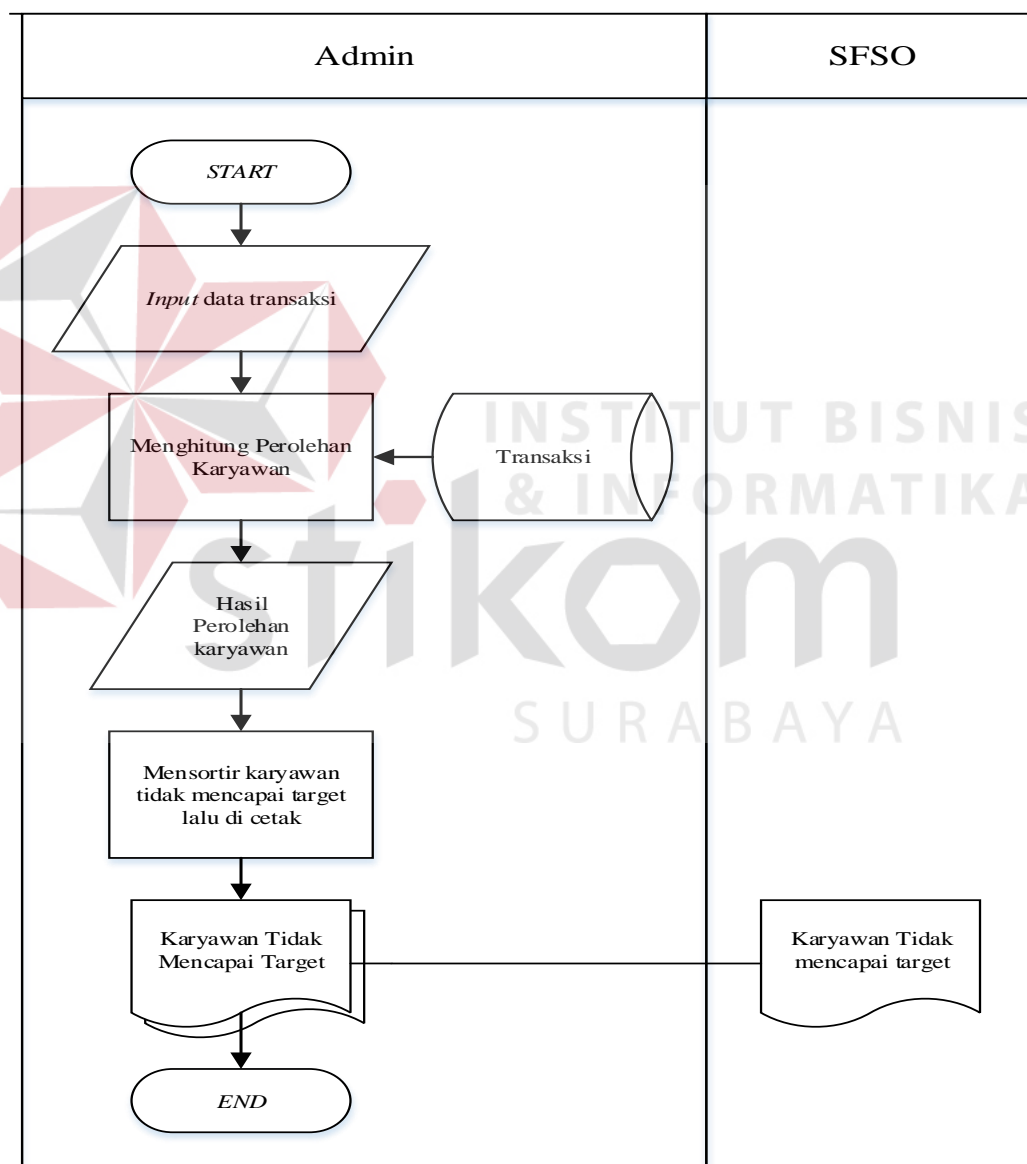 Admin
SFSO
START
Input data transaksi
Menghitung Perolehan
Karyawan
Transaksi
INSTITUT BISNIS
& INFORMATIKA
stikom
SURABAYA
Hasil
Perolehan
karyawan
Mensortir karyawan
tidak mencapai target
lalu di cetak
Karyawan Tidak
Mencapai Target
Karyawan Tidak
mencapai target
END